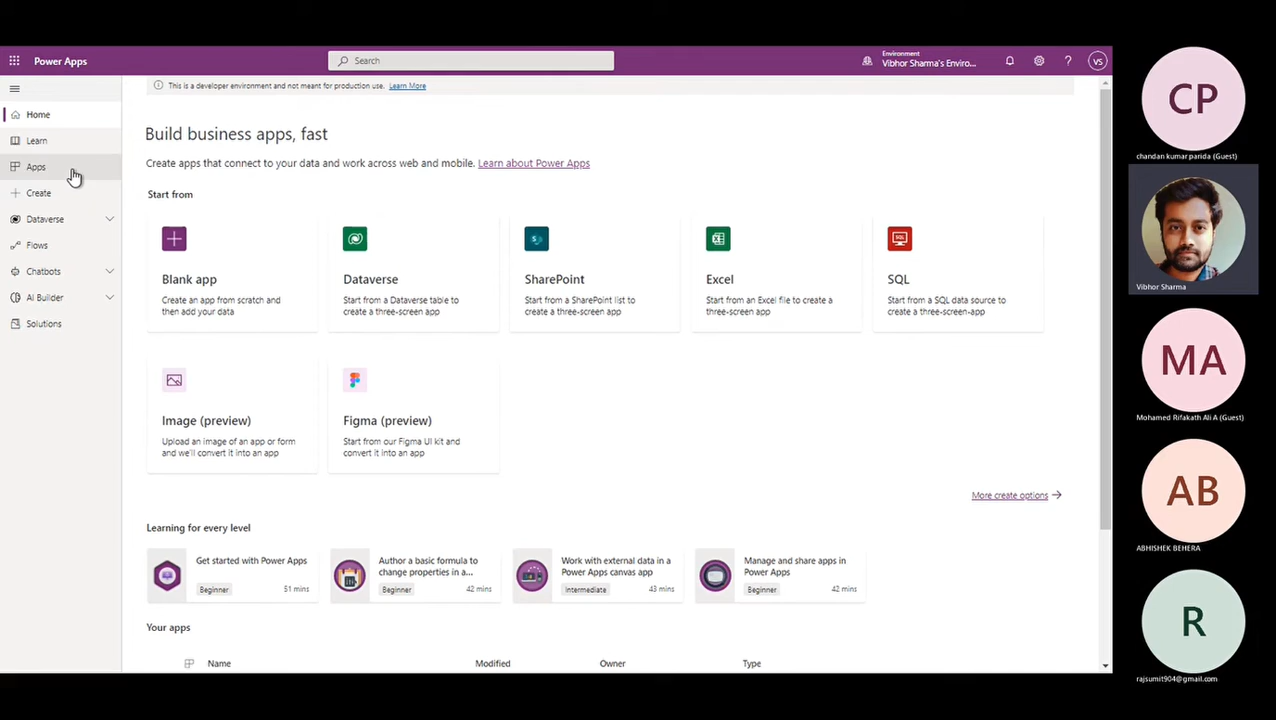 Power Apps
Search
Environment
Vibhor Sharma's Enviro...
VS
This is a developer environment and not meant for production use. Learn More
Home
Learn
Apps
Create
Dataverse
Flows
Chatbots
AI Builder
Solutions
Build business apps, fast
Create apps that connect to your data and work across web and mobile. Learn about Power Apps
Start from
Blank app
Create an app from scratch and
then add your data
Dataverse
Start from a Dataverse table to
create a three-screen app
S
SharePoint
Start from a SharePoint list to
create a three-screen app
Excel
Start from an Excel file to create a
three-screen app
SQL
SQL
Start from a SQL data source to
create a three-screen-app
Image (preview)
Upload an image of an app or form
and we'll convert it into an app
Figma (preview)
Start from our Figma UI kit and
convert it into an app
More create options
Learning for every level
Get started with Power Apps
Beginner 51 mins
Author a basic formula to
change properties in a...
Beginner 42 mins
Work with external data in a
Power Apps canvas app
Intermediate 43 mins
Manage and share apps in
Power Apps
Beginner 42 mins
Your apps
Name Modified Owner Type
CP
chandan kumar parida (Guest)
Vibhor Sharma
MA
Mohamed Rifakath Ali A (Guest)
AB
ABHISHEK BEHERA
R
rajsumit904@gmail.com